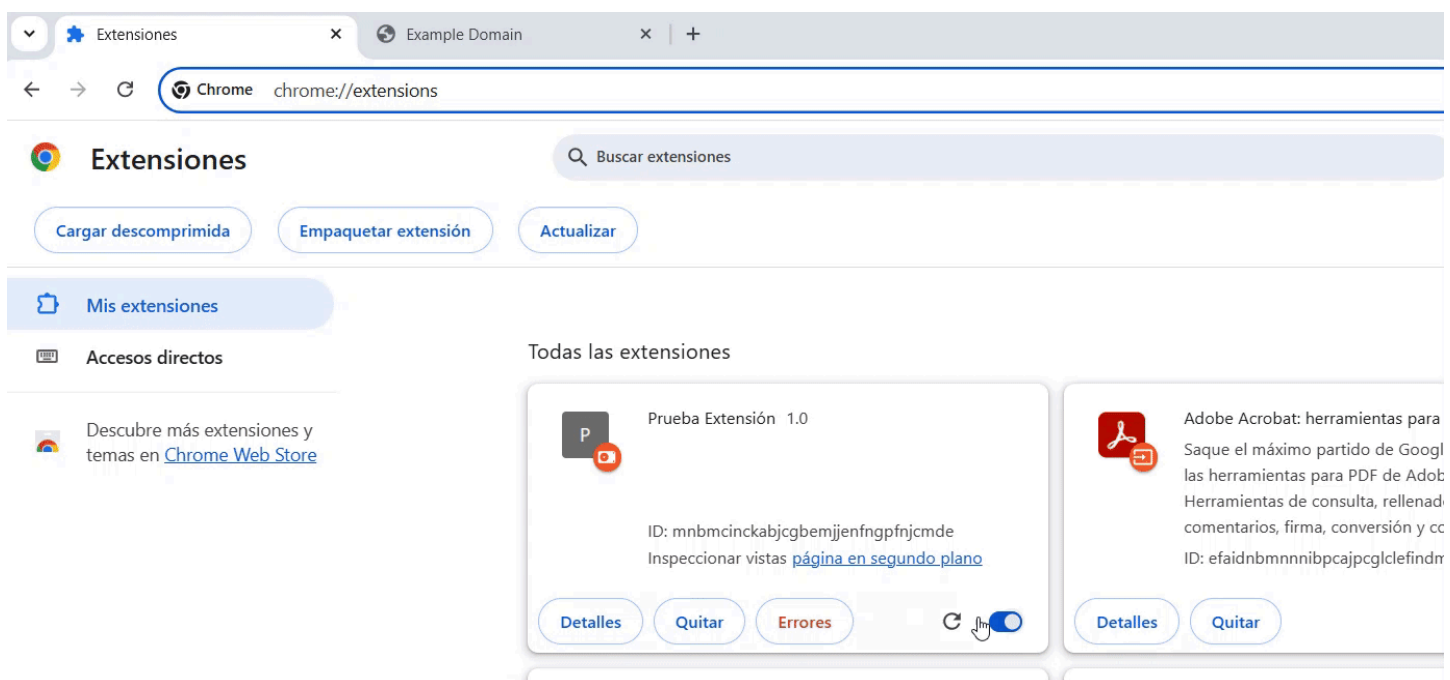 Extensiones
Example Domain
Chrome chrome://extensions
Extensiones
Buscar extensiones
Cargar descomprimida
Empaquetar extensión
Actualizar
Mis extensiones
Accesos directos
Descubre más extensiones y
temas en Chrome Web Store
Todas las extensiones
P
Prueba Extensión 1.0
ID: mnbmcinckabjcgbemjjenfngpfnjcmde
Inspeccionar vistas página en segundo plano
Detalles
Quitar
Errores
Adobe Acrobat: herramientas para
Saque el máximo partido de Googl
las herramientas para PDF de Adob
Herramientas de consulta, rellenad
comentarios, firma, conversión y co
ID: efaidnbmnnnibpcajpcglclefindm
Detalles
Quitar